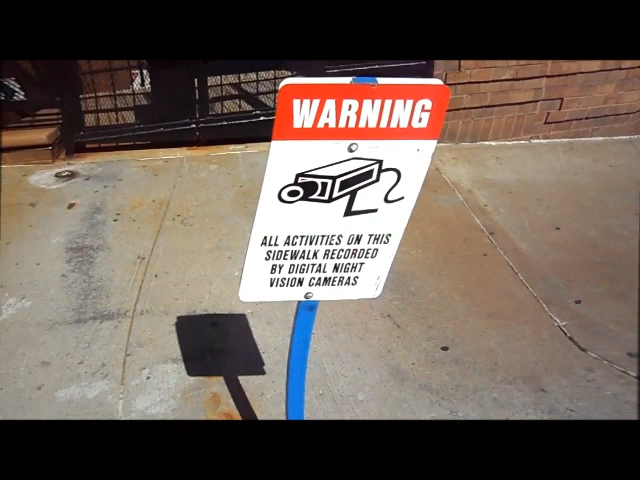 WARNING
ALL ACTIVITIES ON THIS
SIDEWALK RECORDED
BY DIGITAL NIGHT
VISION CAMERAS